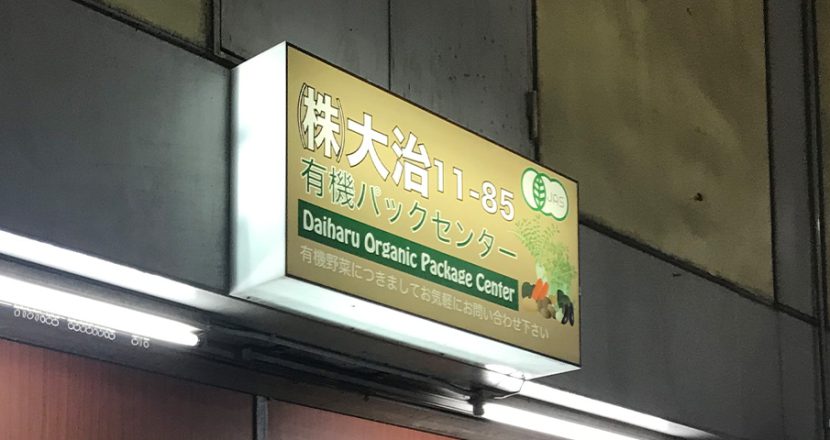 ㈱大治11-85
JAS
有機パックセンター
Daiharu Organic Package Center
有機野菜につきましてお気軽にお問い合わせ下さい